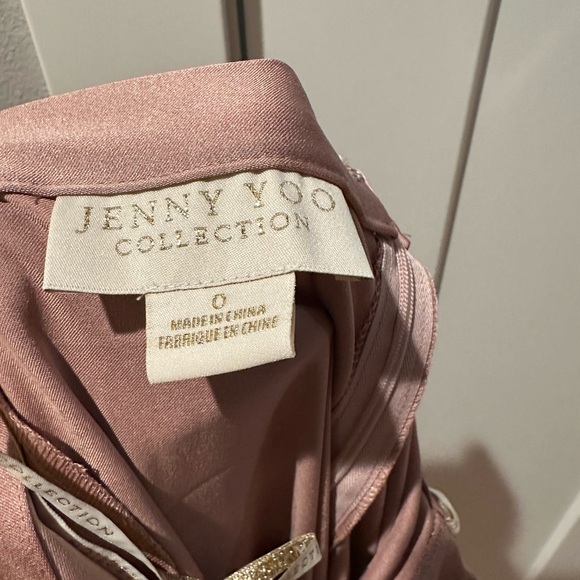 JENNY YOO
COLLECTION
0
MADE IN CHINA
FABRIQUE EN CHINE
COLLECTION